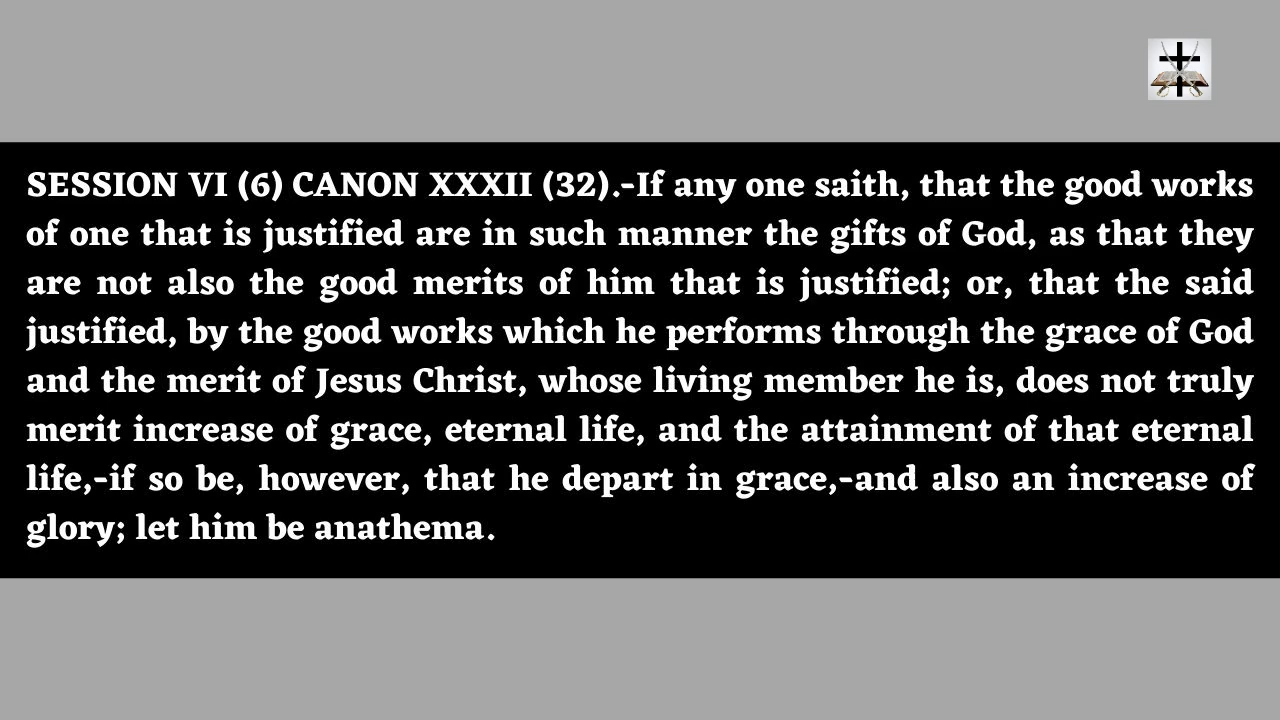 SESSION VI (6) CANON XXXII (32).-If any one saith, that the good works
of one that is justified are in such manner the gifts of God, as that they
are not also the good merits of him that is justified; or, that the said
justified, by the good works which he performs through the grace of God
and the merit of Jesus Christ, whose living member he is, does not truly
merit increase of grace, eternal life, and the attainment of that eternal
life,-if so be, however, that he depart in grace,-and also an increase of
glory; let him be anathema.